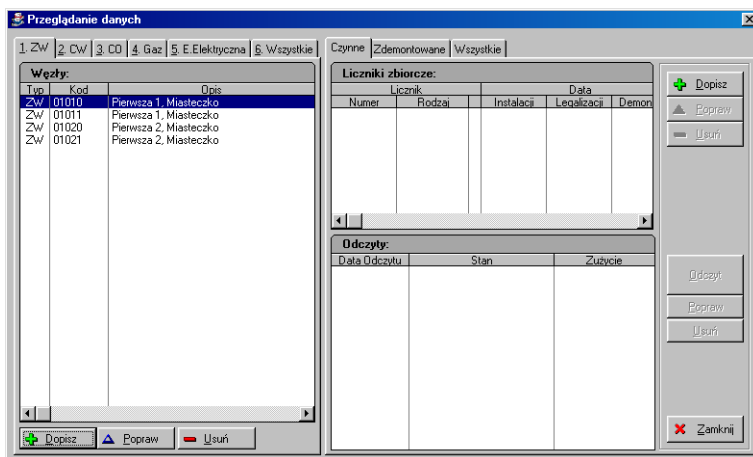 Przeglądanie danych
1. ZW 2. CW 3. CO 4. Gaz 5. E.Elektryczna 6. Wszystkie
Węzły:
Typ Kod Opis
ZW 01010 Pierwsza 1, Miasteczko
ZW 01011 Pierwsza 1, Miasteczko
ZW 01020 Pierwsza 2, Miasteczko
ZW 01021 Pierwsza 2, Miasteczko
Dopisz Popraw Usuń
Czynne Zdemontowane Wszystkie
Liczniki zbiorcze:
Licznik Data
Numer Rodzaj Instalacji Legalizacji Demon
Odczyty:
Data Odczytu Stan Zużycie
Dopisz
Popraw
Usuń
Odczyt
Popraw
Usuń
Zamknij